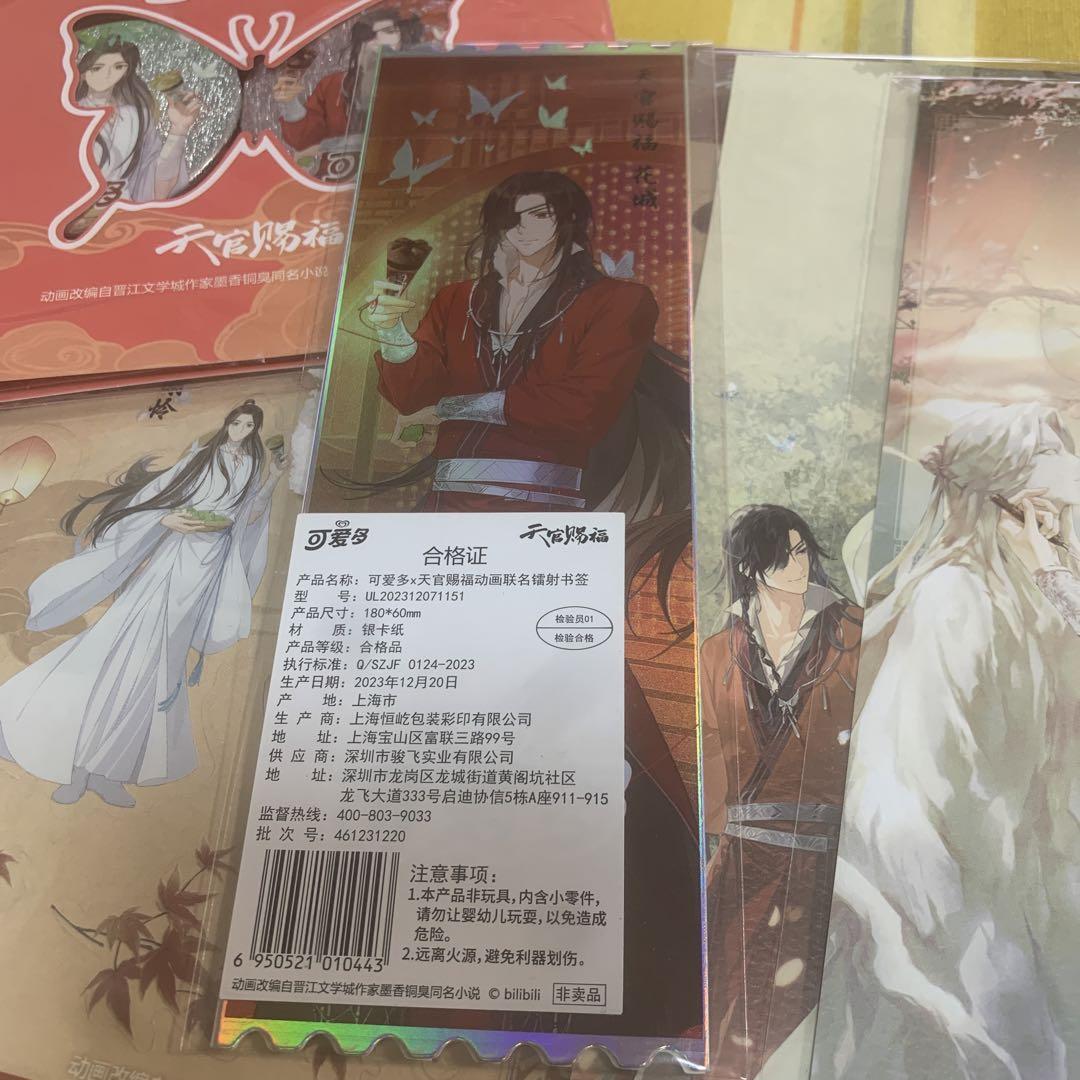 天官赐福
动画改编自晋江文学城作家墨香铜臭同名小说
天官赐福 花城
怜
可爱多
天官赐福
合格证
产品名称：可爱多x天官赐福动画联名镭射书签
型 号：UL202312071151
产品尺寸：180*60mm
材 质：银卡纸
产品等级：合格品
执行标准：Q/SZJF 0124-2023
生产日期：2023年12月20日
产 地：上海市
生 产 商：上海恒屹包装彩印有限公司
地 址：上海宝山区富联三路99号
供 应 商：深圳市骏飞实业有限公司
地 址：深圳市龙岗区龙城街道黄阁坑社区
龙飞大道333号启迪协信5栋A座911-915
监督热线：400-803-9033
批 次 号：461231220
检验员01
检验合格
注意事项：
1.本产品非玩具，内含小零件，
请勿让婴幼儿玩耍，以免造成
危险。
2.远离火源，避免利器划伤。
6 950521 010443
动画改编自晋江文学城作家墨香铜臭同名小说 © bilibili 非卖品
动画改编